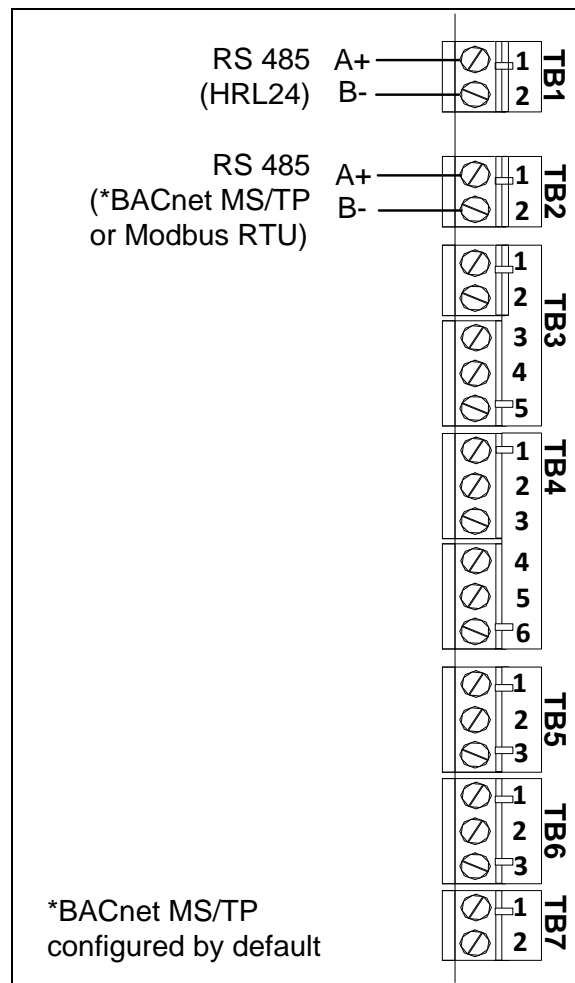 RS 485 A+ 1 TB1
(HRL24) B- 2
RS 485 A+ 1 TB2
(*BACnet MS/TP B- 2
or Modbus RTU)
1 TB3
2
3
4
5
1 TB4
2
3
4
5
6
1 TB5
2
3
1 TB6
2
3
*BACnet MS/TP 1 TB7
configured by default 2